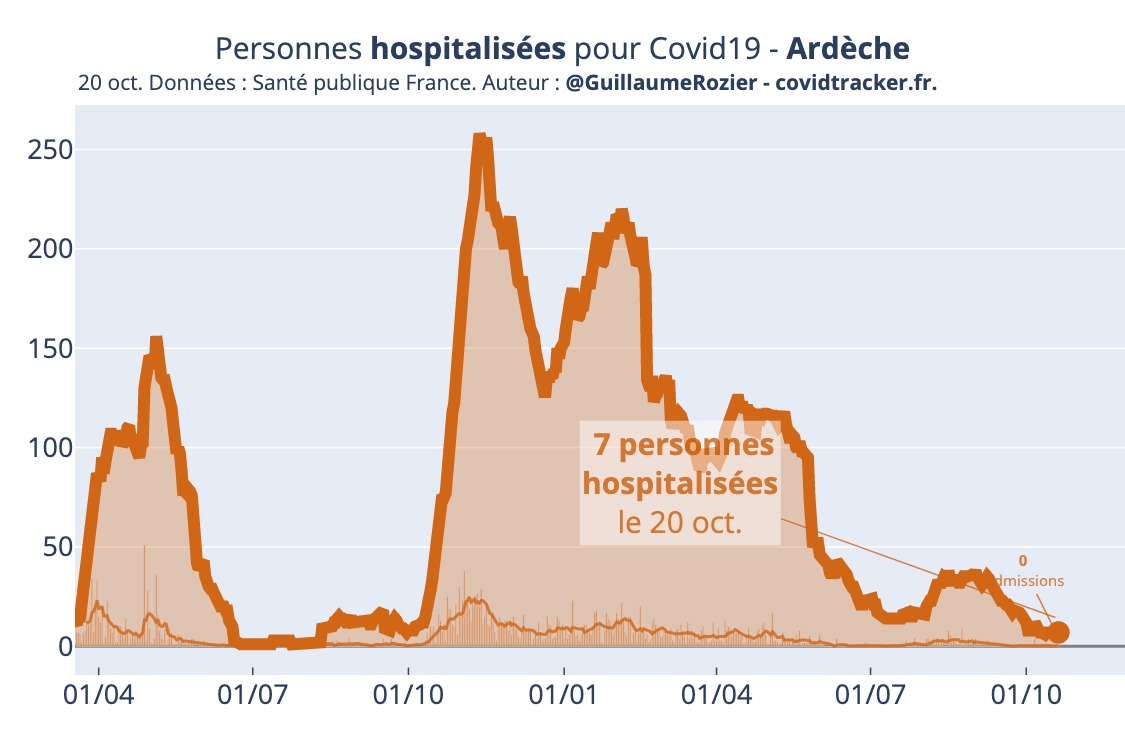 Personnes hospitalisées pour Covid19 - Ardèche
20 oct. Données : Santé publique France. Auteur : @GuillaumeRozier - covidtracker.fr.
250
200
150
100
50
0
7 personnes
hospitalisées
le 20 oct.
0
dmissions
01/04
01/07
01/10
01/01
01/04
01/07
01/10